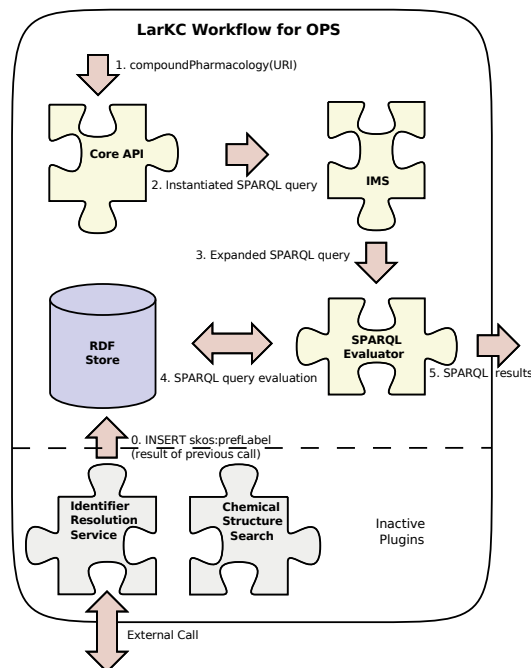 LarKC Workflow for OPS
1. compoundPharmacology(URI)
Core API
IMS
2. Instantiated SPARQL query
3. Expanded SPARQL query
RDF
Store
SPARQL
Evaluator
4. SPARQL query evaluation
5. SPARQL results
0. INSERT skos:prefLabel
(result of previous call)
Identifier
Resolution
Service
Chemical
Structure
Search
Inactive
Plugins
External Call